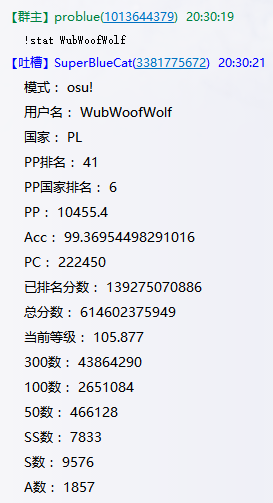 【群主】problue(1013644379) 20:30:19
!stat WubWoofWolf
【吐槽】SuperBlueCat(3381775672) 20:30:21
模式： osu!
用户名： WubWoofWolf
国家： PL
PP排名： 41
PP国家排名： 6
PP： 10455.4
Acc： 99.36954498291016
PC： 222450
已排名分数： 139275070886
总分数： 614602375949
当前等级： 105.877
300数： 43864290
100数： 2651084
50数： 466128
SS数： 7833
S数： 9576
A数： 1857